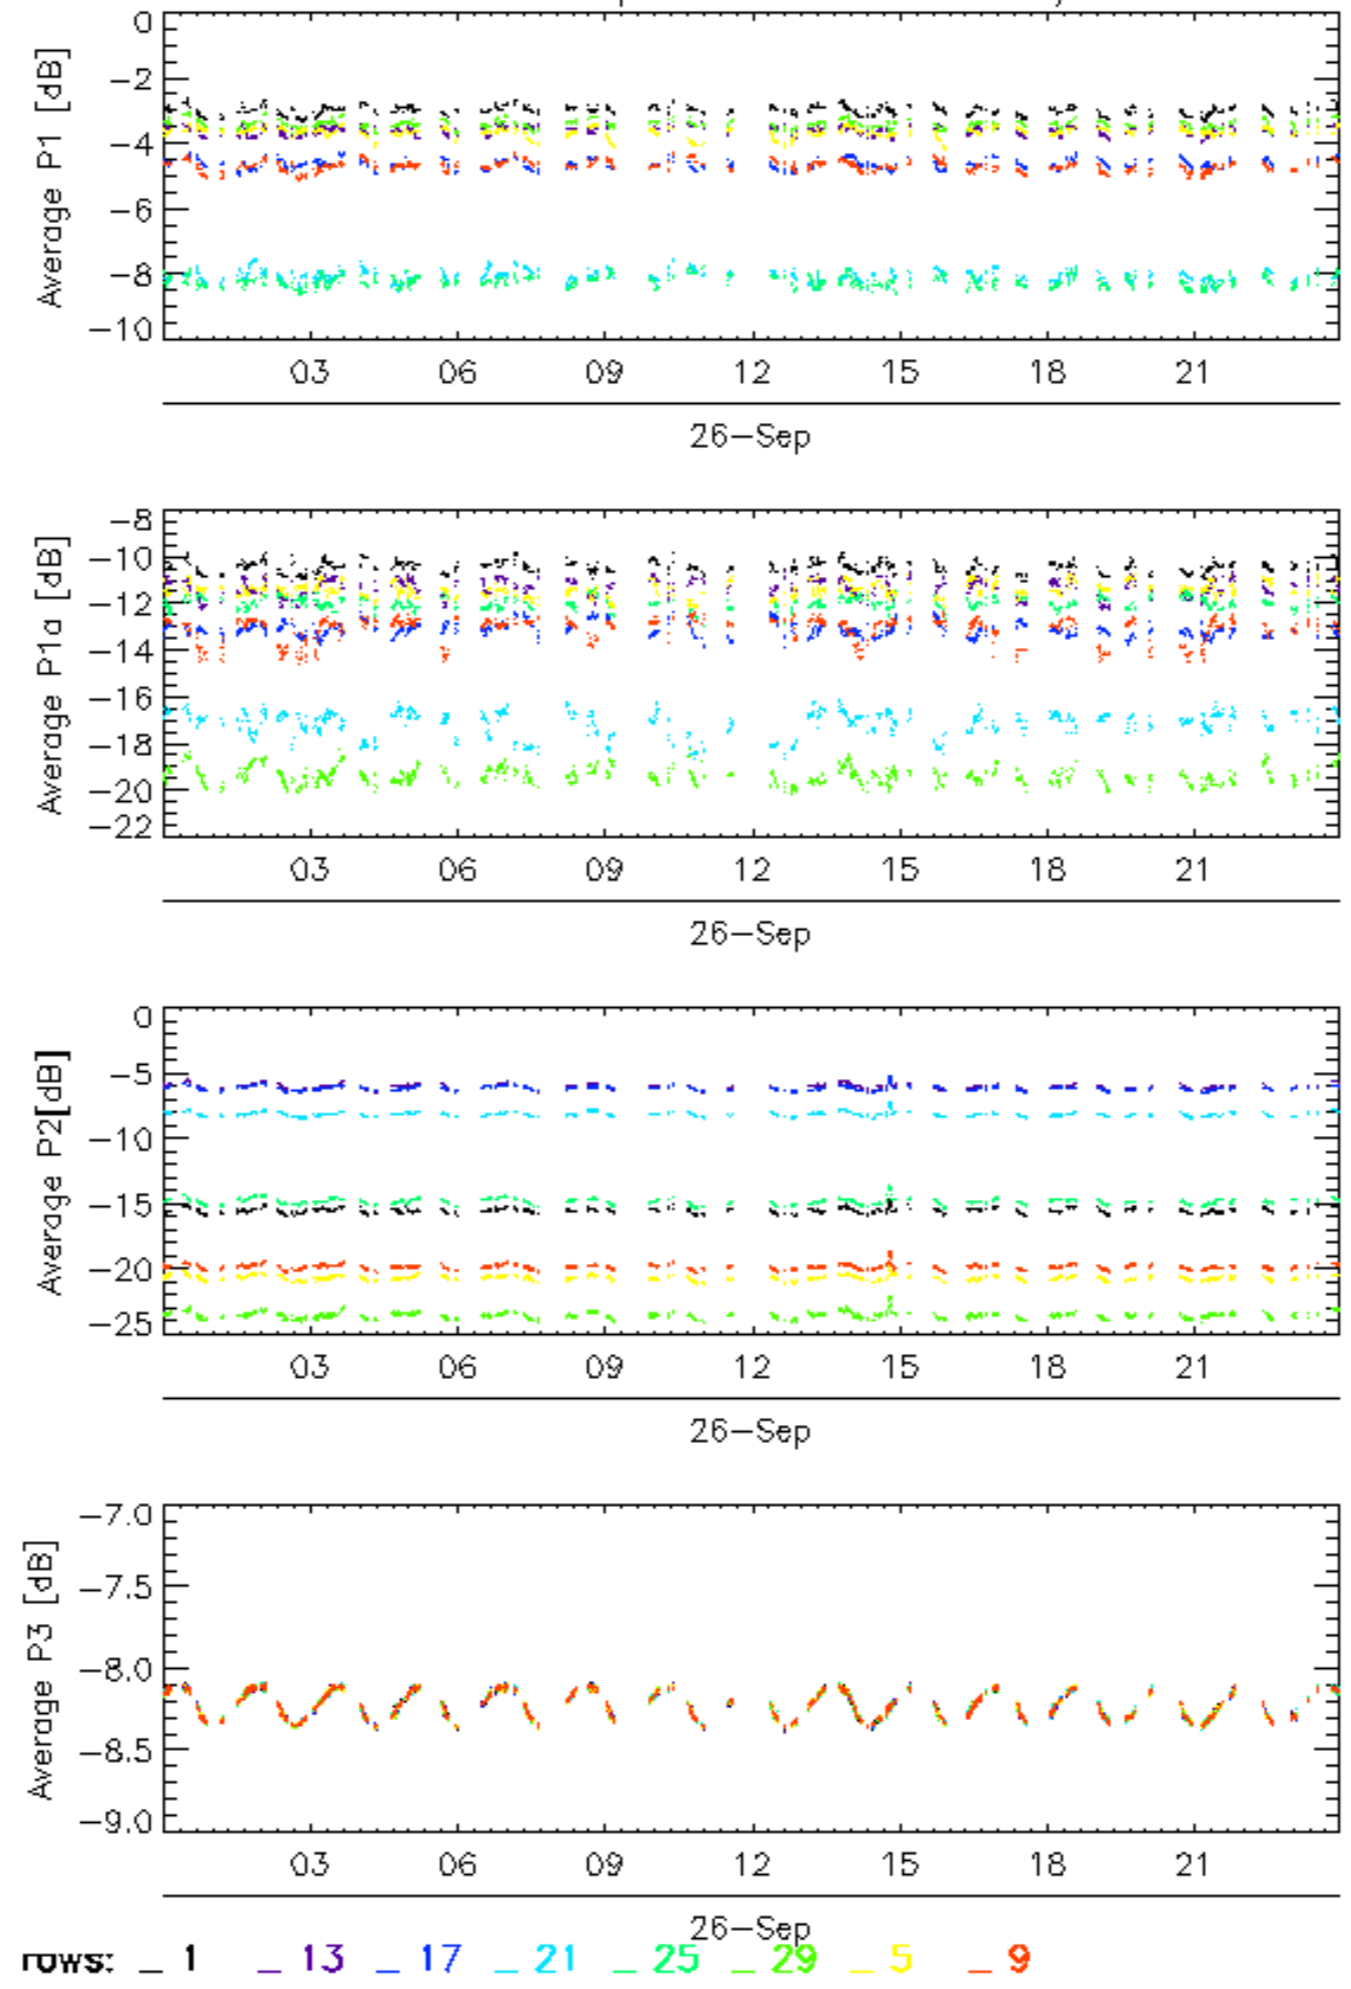 Average P1 [dB]
0
−2
−4
−6
−8
−10
03 06 09 12 15 18 21
26−Sep
Average P1a [dB]
−8
−10
−12
−14
−16
−18
−20
−22
03 06 09 12 15 18 21
26−Sep
Average P2[dB]
0
−5
−10
−15
−20
−25
03 06 09 12 15 18 21
26−Sep
Average P3 [dB]
−7.0
−7.5
−8.0
−8.5
−9.0
03 06 09 12 15 18 21
26−Sep
rows: _ 1 _ 13 _ 17 _ 21 _ 25 _ 29 _ 5 _ 9